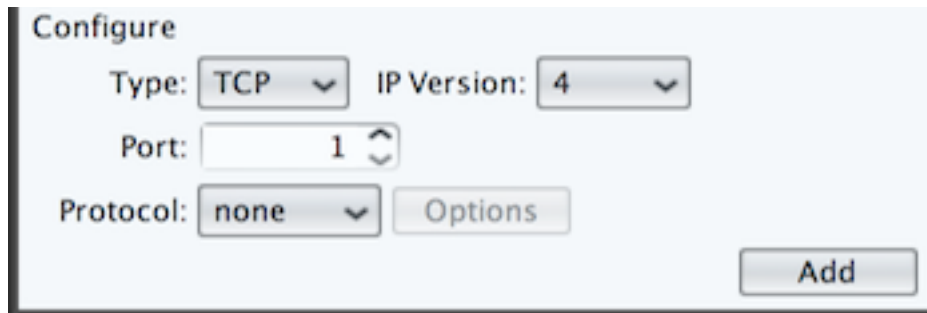 Configure
Type: TCP IP Version: 4
Port: 1
Protocol: none Options
Add